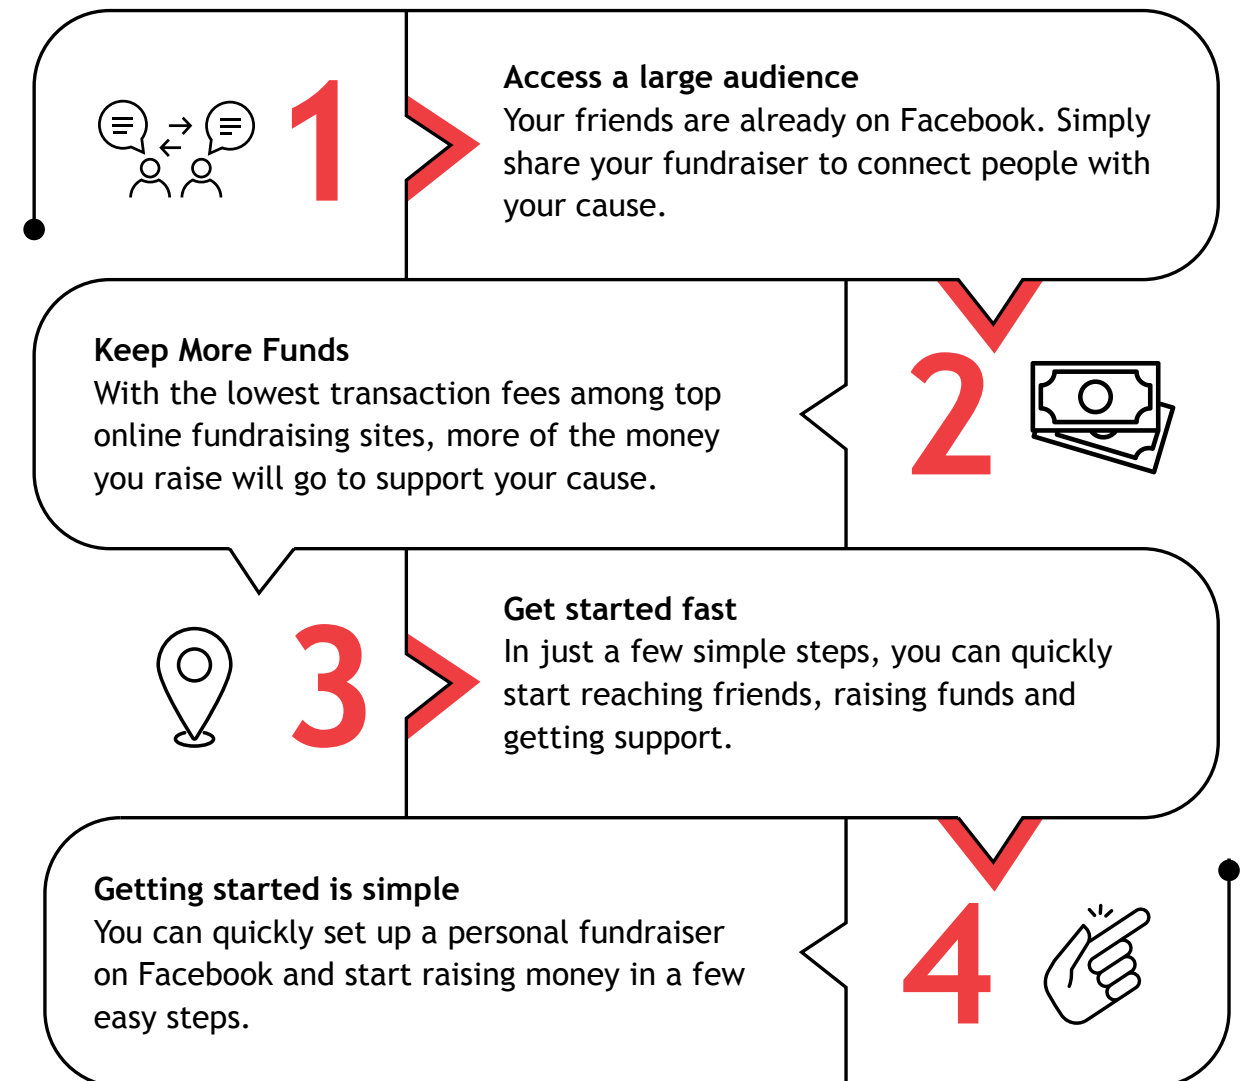 1
Access a large audience
Your friends are already on Facebook. Simply
share your fundraiser to connect people with
your cause.
Keep More Funds
With the lowest transaction fees among top
online fundraising sites, more of the money
you raise will go to support your cause.
2
3
Get started fast
In just a few simple steps, you can quickly
start reaching friends, raising funds and
getting support.
Getting started is simple
You can quickly set up a personal fundraiser
on Facebook and start raising money in a few
easy steps.
4